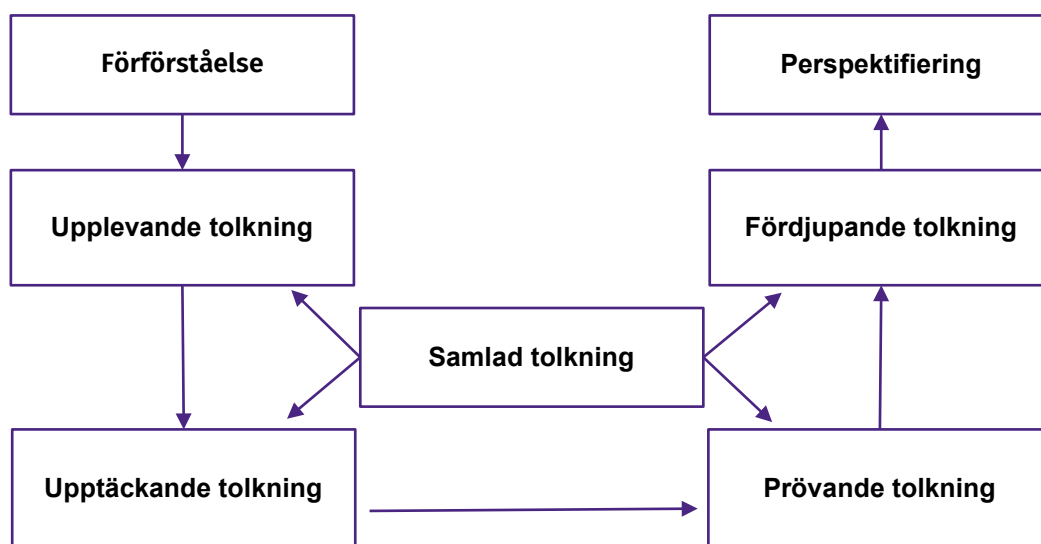 Förförståelse
Perspektifiering
Upplevande tolkning
Fördjupande tolkning
Samlad tolkning
Upptäckande tolkning
Prövande tolkning